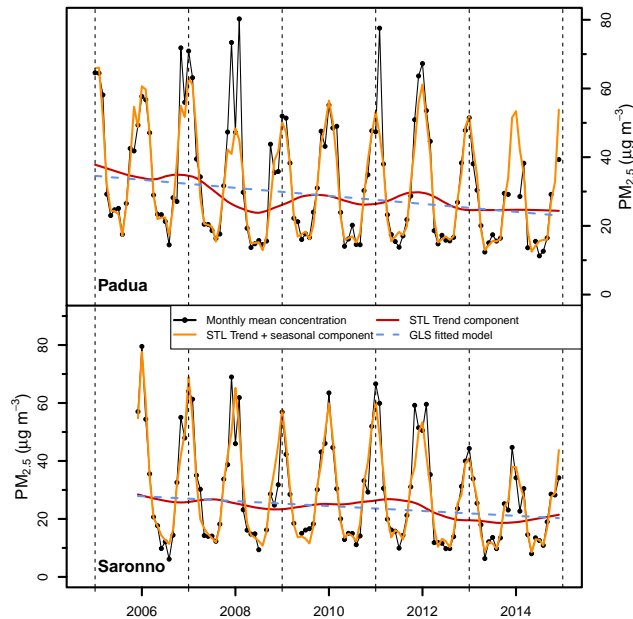 80
60
40
20
0
PM2.5 (µg m−3)
Padua
Monthly mean concentration
STL Trend component
STL Trend + seasonal component
GLS fitted model
80
60
40
20
0
PM2.5 (µg m−3)
Saronno
2006 2008 2010 2012 2014